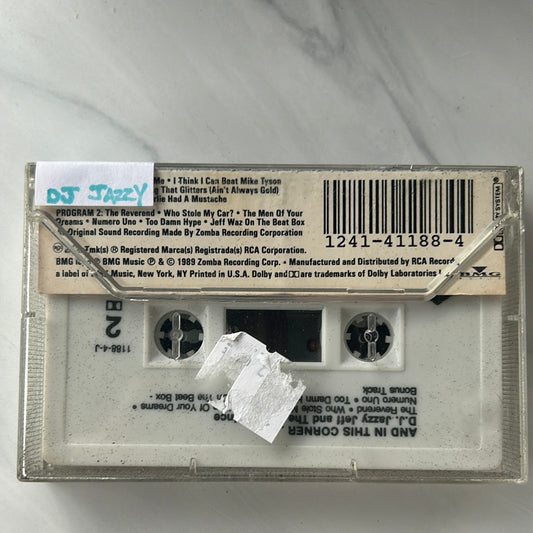 DJ JAZZY
Me • I Think I Can Beat Mike Tyson
ng That Glitters (Ain't Always Gold)
rlie Had A Mustache
PROGRAM 2: The Reverend • Who Stole My Car? • The Men Of Your
Dreams • Numero Uno • Too Damn Hype • Jeff Waz On The Beat Box
Original Sound Recording Made By Zomba Recording Corporation
Tmk(s) ® Registered Marca(s) Registrada(s) RCA Corporation.
BMG Music ℗ & © 1989 Zomba Recording Corp. • Manufactured and Distributed by RCA Records,
a label of Music, New York, NY Printed in U.S.A. Dolby and are trademarks of Dolby Laboratories
1241-41188-4
DOLBY SYSTEM®
BMG
2
1188-4-J
AND IN THIS CORNER...
D.J. Jazzy Jeff and The
The Reverend • Who Stole M
Of Your Dreams •
Numero Uno • Too Damn H
n The Beat Box -
Bonus Track